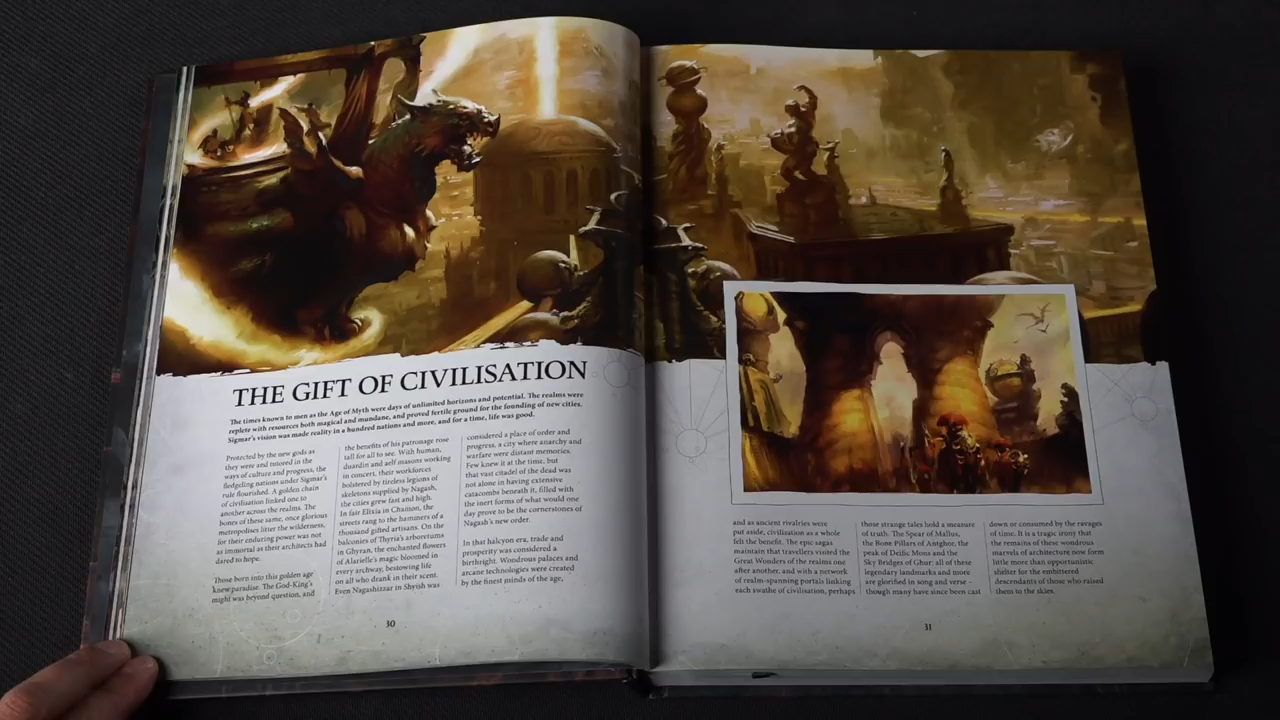 THE GIFT OF CIVILISATION
The times known to men as the Age of Myth were days of unlimited horizons and potential. The realms were
replete with resources both magical and mundane, and proved fertile ground for the founding of new cities.
Sigmar's vision was made reality in a hundred nations and more, and for a time, life was good.
Protected by the new gods as
they were and tutored in the
ways of culture and progress, the
fledgeling nations under Sigmar's
rule flourished. A golden chain
of civilisation linked one to
another across the realms. The
bones of these same, once glorious
metropolises litter the wilderness,
for their enduring power was not
as immortal as their architects had
dared to hope.
Those born into this golden age
knew paradise. The God-King's
might was beyond question, and
the benefits of his patronage rose
tall for all to see. With human,
duardin and aelf masons working
in concert, their workforces
bolstered by tireless legions of
skeletons supplied by Nagash,
the cities grew fast and high.
In fair Elixia in Chamon, the
streets rang to the hammers of a
thousand gifted artisans. On the
balconies of Thyria's arboretums
in Ghyran, the enchanted flowers
of Alarielle's magic bloomed in
every archway, bestowing life
on all who drank in their scent.
Even Nagashizzar in Shyish was
considered a place of order and
progress, a city where anarchy and
warfare were distant memories.
Few knew it at the time, but
that vast citadel of the dead was
not alone in having extensive
catacombs beneath it, filled with
the inert forms of what would one
day prove to be the cornerstones of
Nagash's new order.
In that halcyon era, trade and
prosperity was considered a
birthright. Wondrous palaces and
arcane technologies were created
by the finest minds of the age,
30
and as ancient rivalries were
put aside, civilisation as a whole
felt the benefit. The epic sagas
maintain that travellers visited the
Great Wonders of the realms one
after another, and with a network
of realm-spanning portals linking
each swathe of civilisation, perhaps
those strange tales hold a measure
of truth. The Spear of Mallus,
the Bone Pillars of Amghor, the
peak of Deific Mons and the
Sky Bridges of Ghur: all of these
legendary landmarks and more
are glorified in song and verse –
though many have since been cast
down or consumed by the ravages
of time. It is a tragic irony that
the remains of these wondrous
marvels of architecture now form
little more than opportunistic
shelter for the embittered
descendants of those who raised
them to the skies.
31